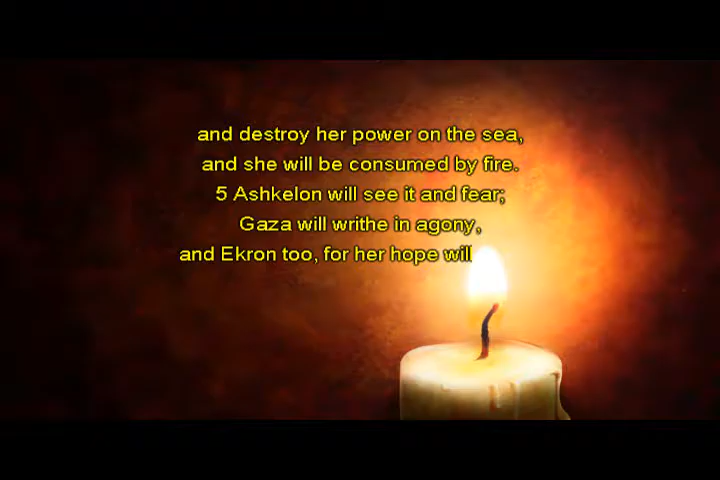 and destroy her power on the sea,
and she will be consumed by fire.
5 Ashkelon will see it and fear;
Gaza will writhe in agony,
and Ekron too, for her hope will